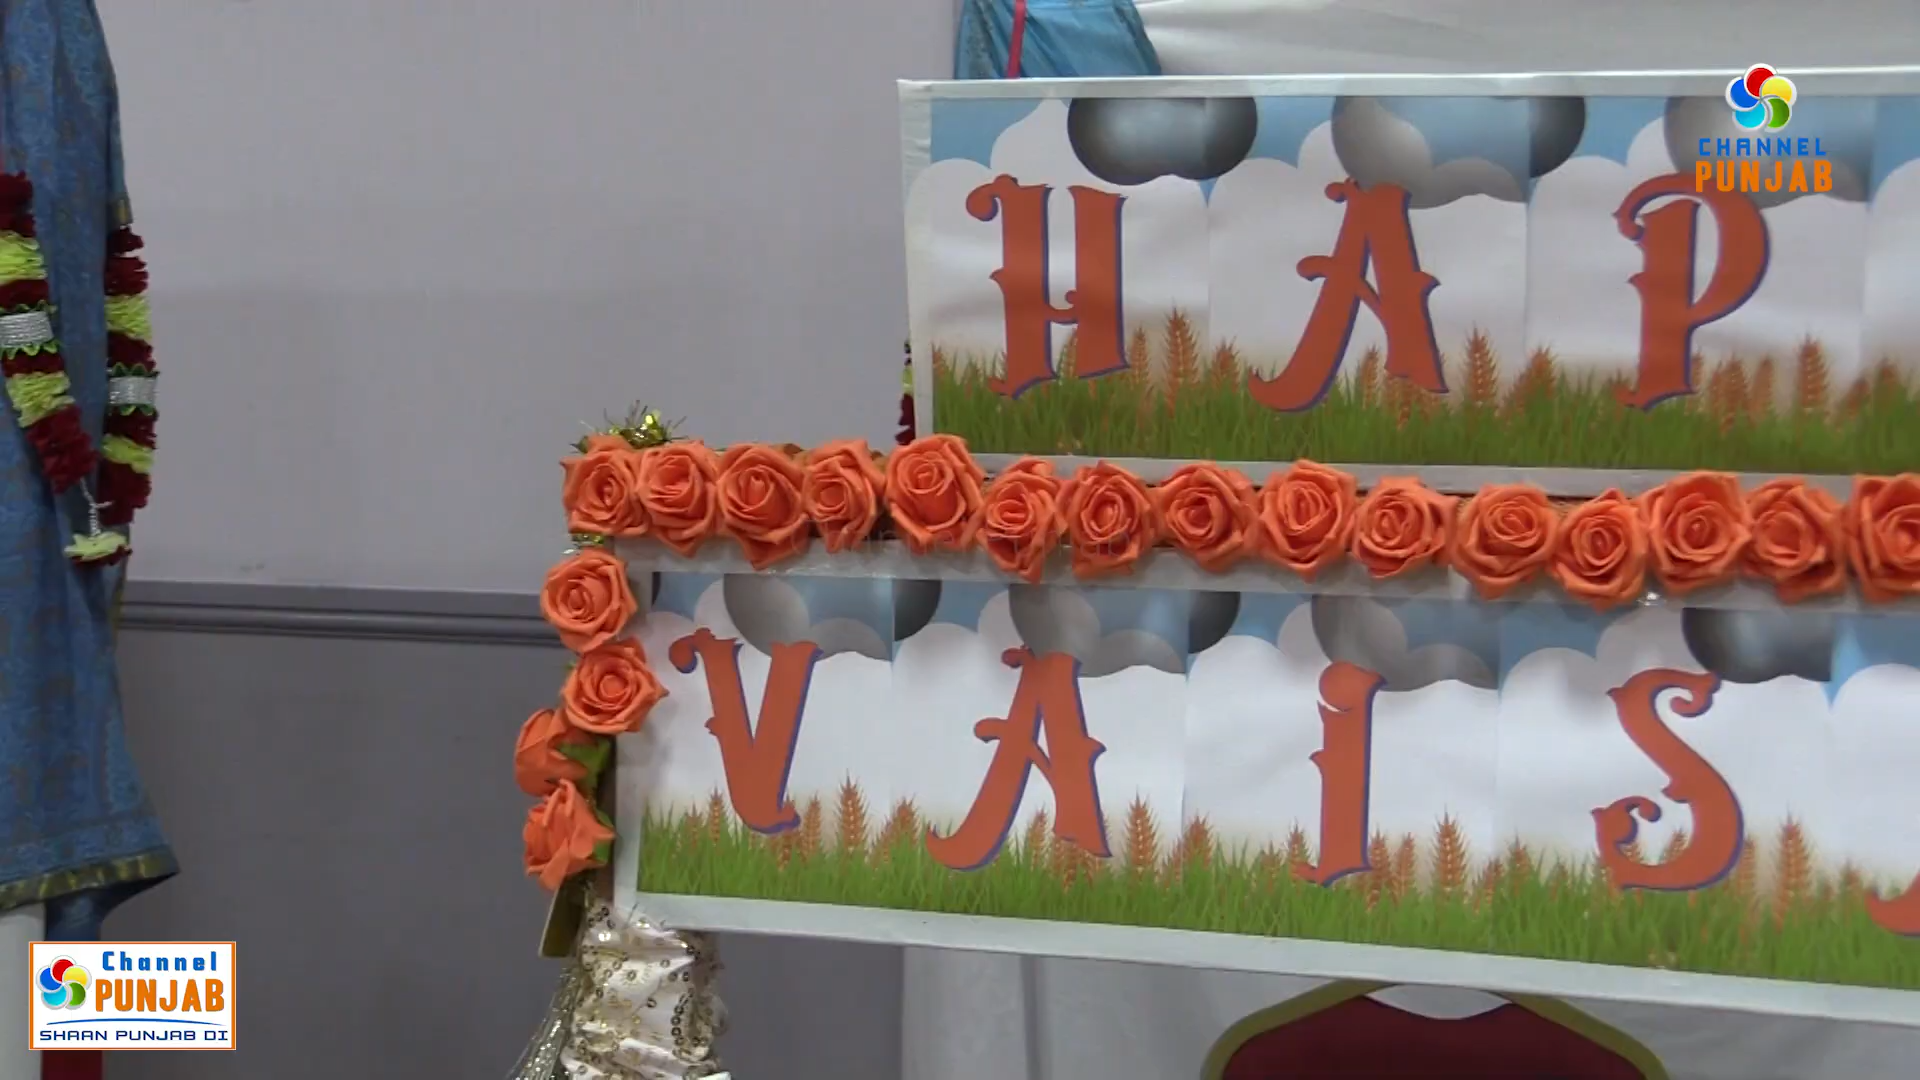 CHANNEL
PUNJAB
HAP
VAIS
Channel
PUNJAB
SHAAN PUNJAB DI